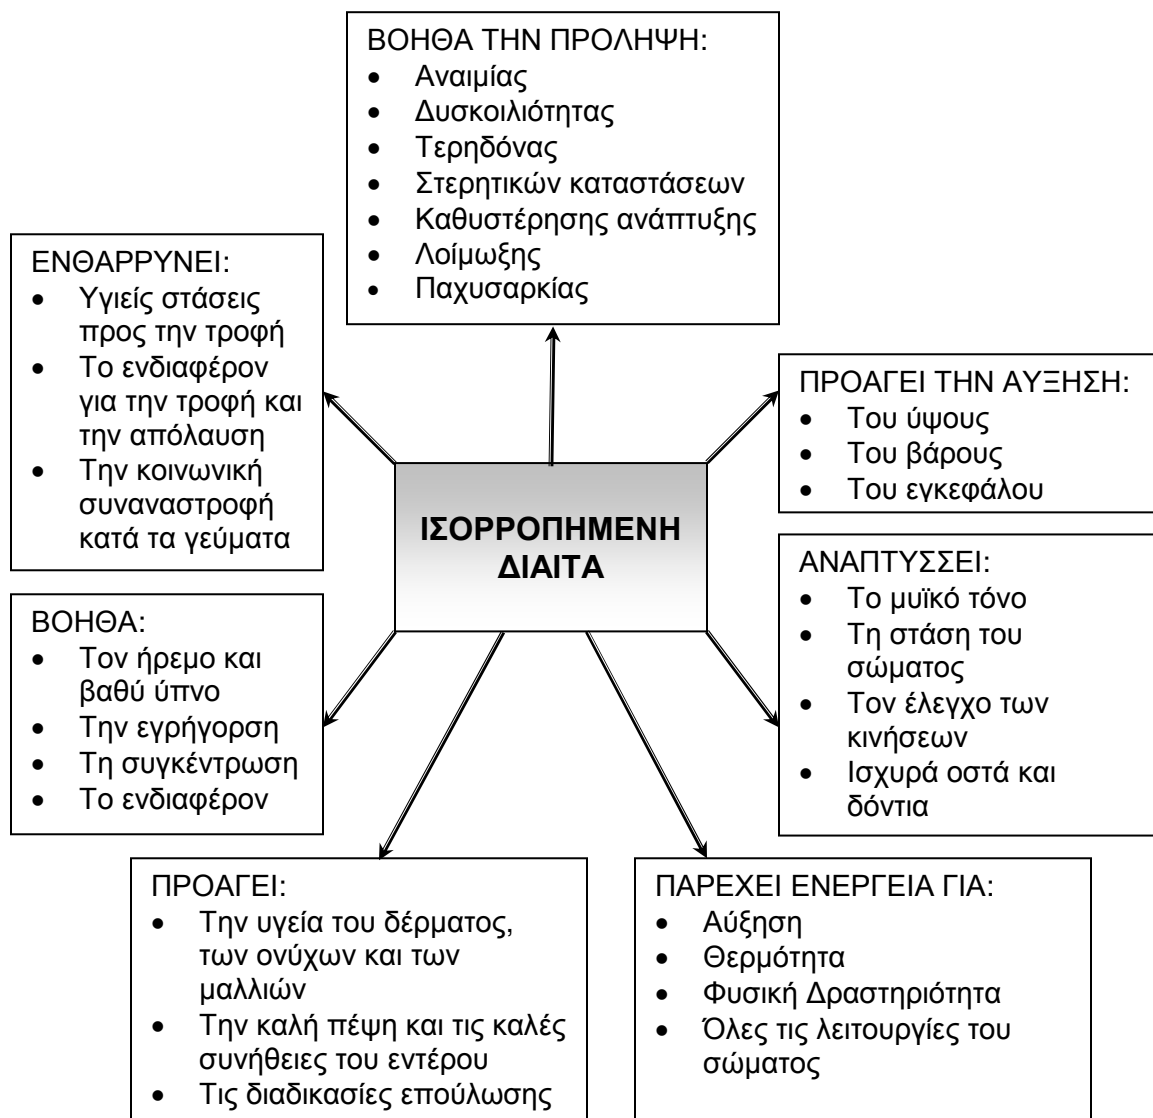 ΒΟΗΘΑ ΤΗΝ ΠΡΟΛΗΨΗ:
• Αναιμίας
• Δυσκοιλιότητας
• Τερηδόνας
• Στερητικών καταστάσεων
• Καθυστέρησης ανάπτυξης
• Λοίμωξης
• Παχυσαρκίας
ΕΝΘΑΡΡΥΝΕΙ:
• Υγιείς στάσεις
προς την τροφή
• Το ενδιαφέρον
για την τροφή και
την απόλαυση
• Την κοινωνική
συναναστροφή
κατά τα γεύματα
ΠΡΟΑΓΕΙ ΤΗΝ ΑΥΞΗΣΗ:
• Του ύψους
• Του βάρους
• Του εγκεφάλου
ΙΣΟΡΡΟΠΗΜΕΝΗ
ΔΙΑΙΤΑ
ΑΝΑΠΤΥΣΣΕΙ:
• Το μυϊκό τόνο
• Τη στάση του
σώματος
• Τον έλεγχο των
κινήσεων
• Ισχυρά οστά και
δόντια
ΒΟΗΘΑ:
• Τον ήρεμο και
βαθύ ύπνο
• Την εγρήγορση
• Τη συγκέντρωση
• Το ενδιαφέρον
ΠΡΟΑΓΕΙ:
• Την υγεία του δέρματος,
των ονύχων και των
μαλλιών
• Την καλή πέψη και τις καλές
συνήθειες του εντέρου
• Τις διαδικασίες επούλωσης
ΠΑΡΕΧΕΙ ΕΝΕΡΓΕΙΑ ΓΙΑ:
• Αύξηση
• Θερμότητα
• Φυσική Δραστηριότητα
• Όλες τις λειτουργίες του
σώματος